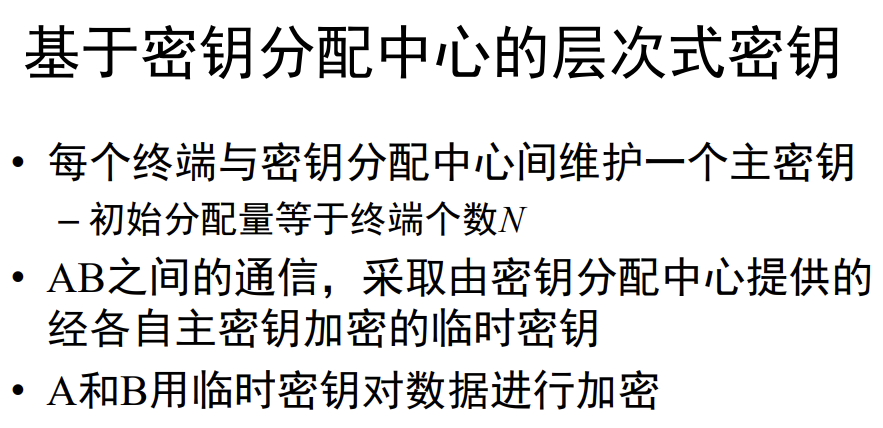 基于密钥分配中心的层次式密钥
• 每个终端与密钥分配中心间维护一个主密钥
– 初始分配量等于终端个数N
• AB之间的通信，采取由密钥分配中心提供的
经各自主密钥加密的临时密钥
• A和B用临时密钥对数据进行加密